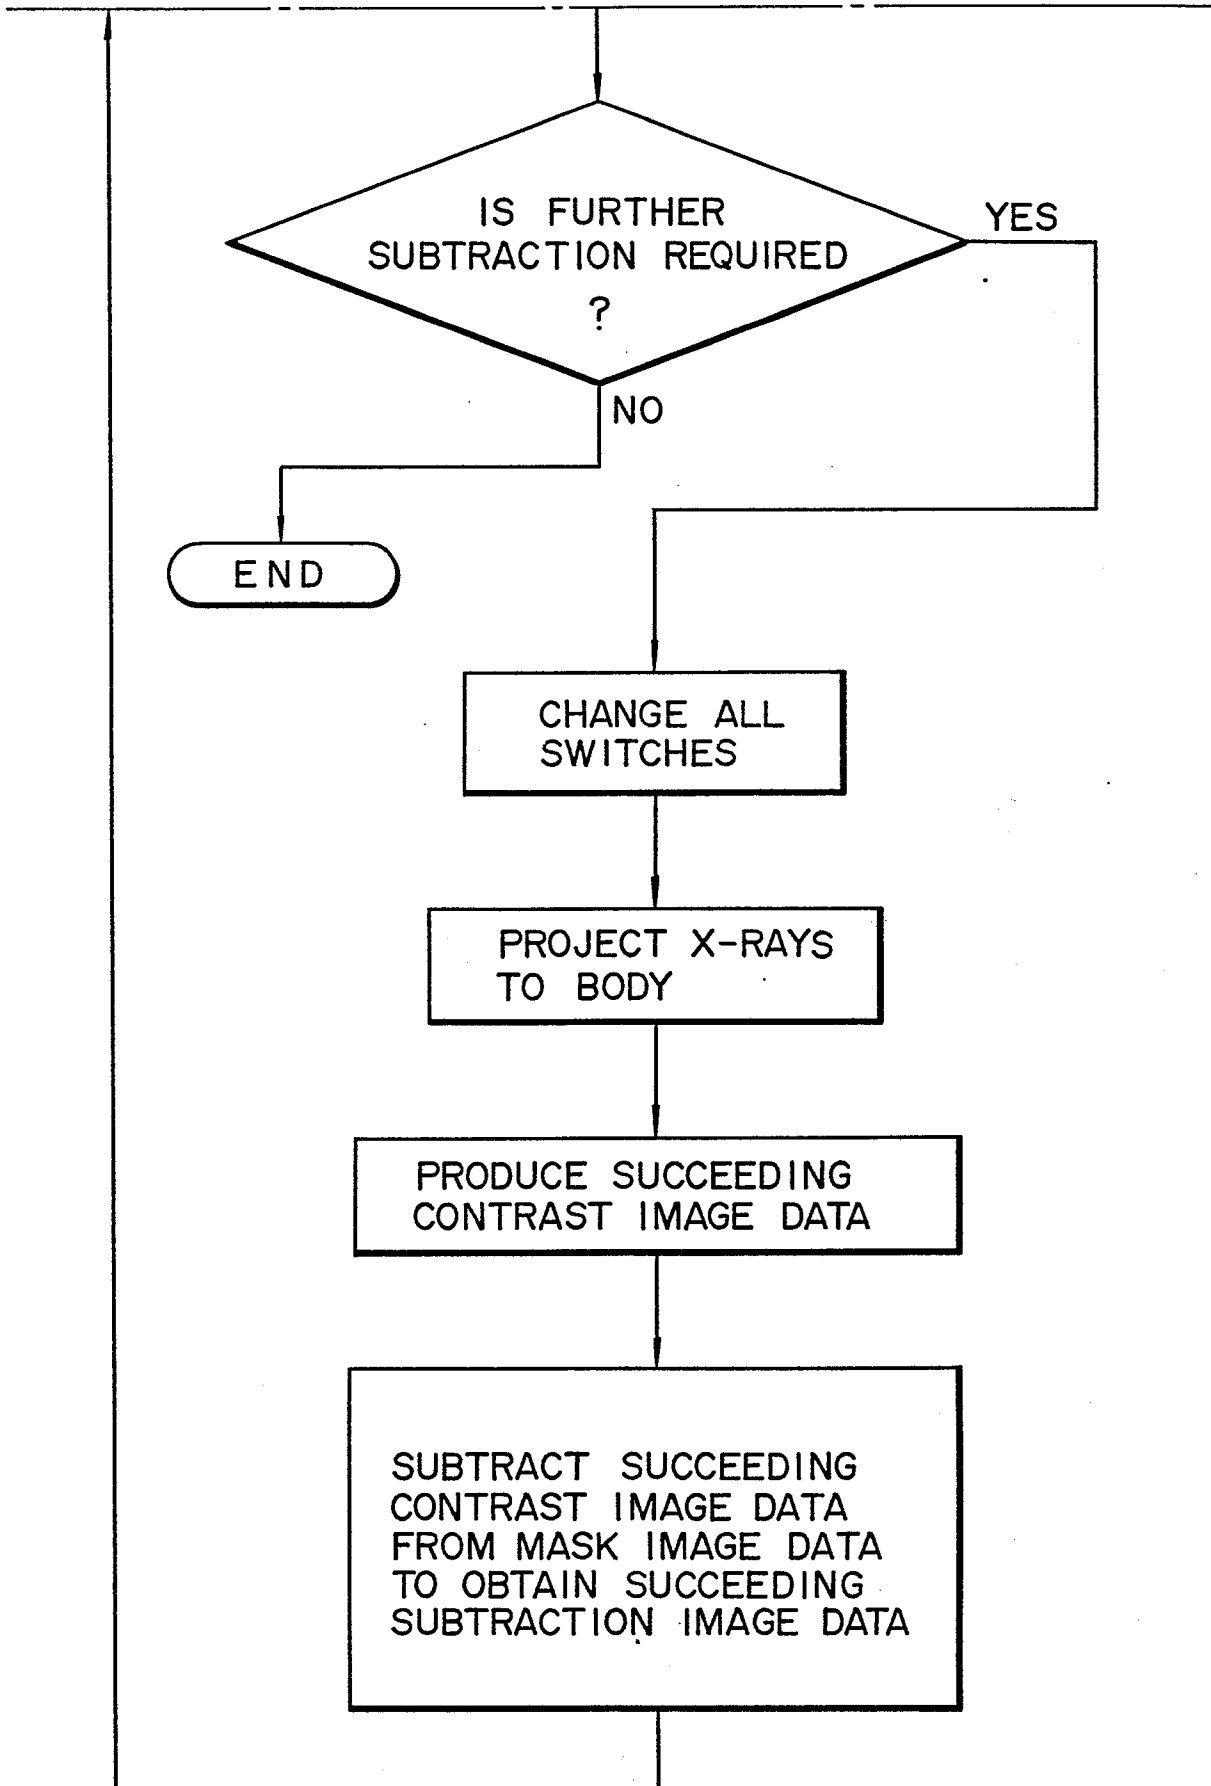 IS FURTHER
SUBTRACTION REQUIRED
?
YES
NO
END
CHANGE ALL
SWITCHES
PROJECT X-RAYS
TO BODY
PRODUCE SUCCEEDING
CONTRAST IMAGE DATA
SUBTRACT SUCCEEDING
CONTRAST IMAGE DATA
FROM MASK IMAGE DATA
TO OBTAIN SUCCEEDING
SUBTRACTION IMAGE DATA